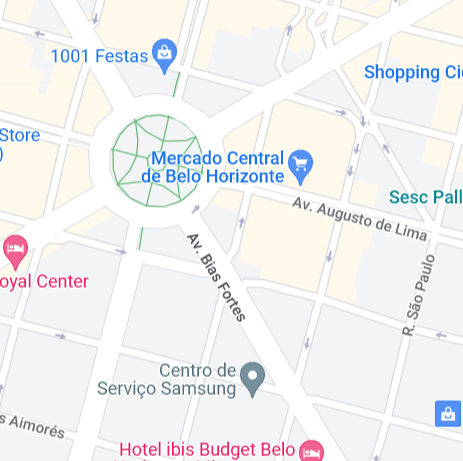 1001 Festas
Shopping Ci
Store
)
Mercado Central
de Belo Horizonte
Sesc Pall
Av. Augusto de Lima
Av. Bias Fortes
oyal Center
R. São Paulo
Centro de
Serviço Samsung
s Aimorés
Hotel ibis Budget Belo